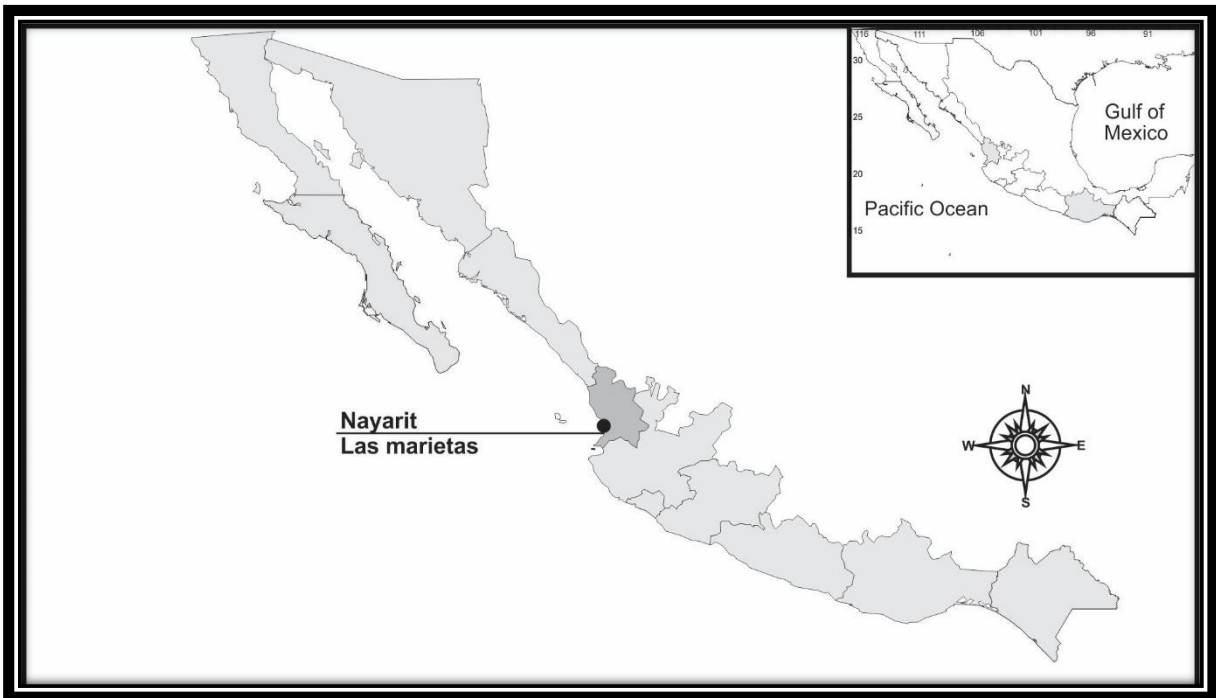 116 111 106 101 96 91
30
25
20
15
Gulf of
Mexico
Pacific Ocean
Nayarit
Las marietas
N
W E
S